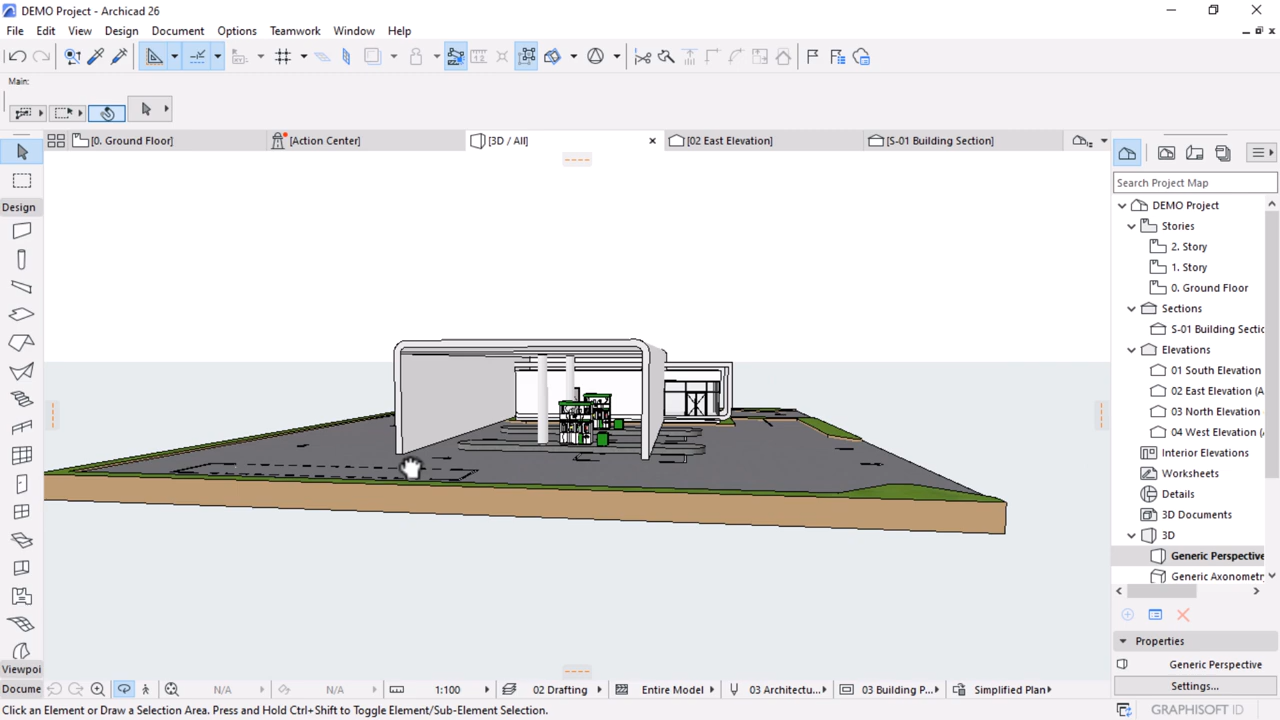 DEMO Project - Archicad 26
File Edit View Design Document Options Teamwork Window Help
Main:
[0. Ground Floor] [Action Center] [3D / All] [02 East Elevation] [S-01 Building Section]
Design
Search Project Map
DEMO Project
Stories
2. Story
1. Story
0. Ground Floor
Sections
S-01 Building Sectio
Elevations
01 South Elevation
02 East Elevation (A
03 North Elevation
04 West Elevation (
Interior Elevations
Worksheets
Details
3D Documents
3D
Generic Perspective
Generic Axonometr
Properties
Generic Perspective
Settings...
Viewpoi
Docume
N/A N/A 1:100 02 Drafting Entire Model 03 Architectu... 03 Building P... Simplified Plan
Click an Element or Draw a Selection Area. Press and Hold Ctrl+Shift to Toggle Element/Sub-Element Selection.
GRAPHISOFT ID